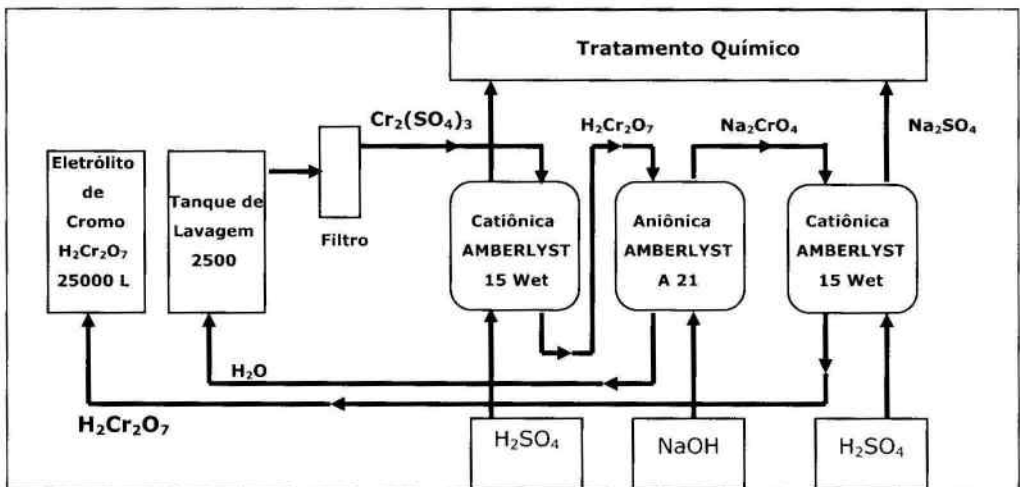 Tratamento Químico
Cr₂(SO₄)₃
H₂Cr₂O₇
Na₂CrO₄
Na₂SO₄
Eletrólito
de
Cromo
H₂Cr₂O₇
25000 L
Tanque de
Lavagem
2500
Filtro
Catiônica
AMBERLYST
15 Wet
Aniônica
AMBERLYST
A 21
Catiônica
AMBERLYST
15 Wet
H₂O
H₂Cr₂O₇
H₂SO₄
NaOH
H₂SO₄